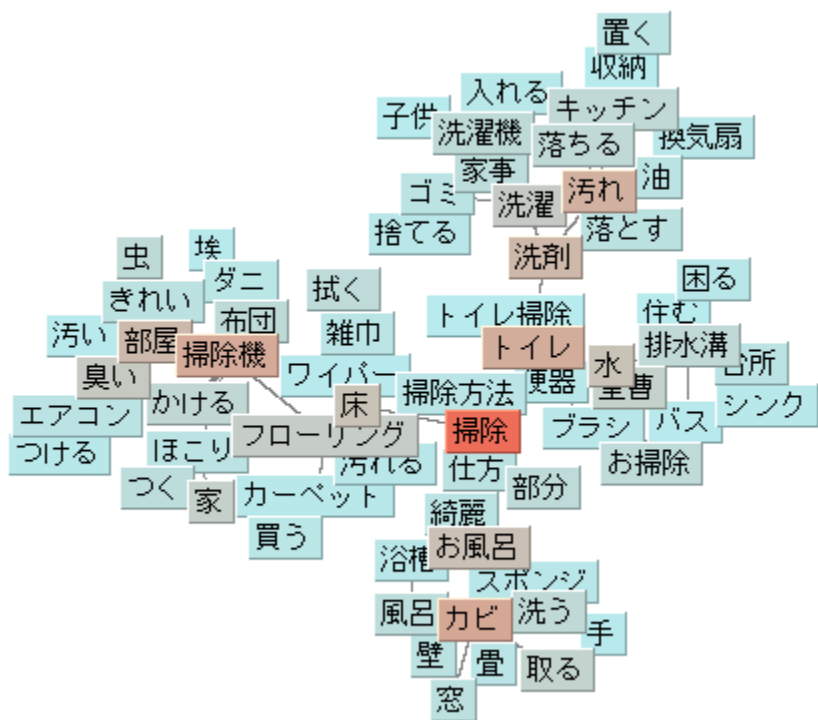 置く
収納
入れる
キッチン
子供
洗濯機
落ちる
換気扇
家事
汚れ
油
ゴミ
洗濯
捨てる
落とす
洗剤
埃
虫
ダニ
拭く
困る
きれい
布団
トイレ掃除
住む
汚い
部屋
雑巾
トイレ
排水溝
掃除機
水
台所
臭い
ワイパー
便器
掃除方法
重曹
エアコン
かける
床
シンク
フローリング
掃除
ブラシ
バス
つける
ほこり
汚れる
仕方
お掃除
つく
家
カーペット
部分
綺麗
買う
お風呂
浴槽
スポンジ
風呂
カビ
洗う
手
壁
畳
取る
窓